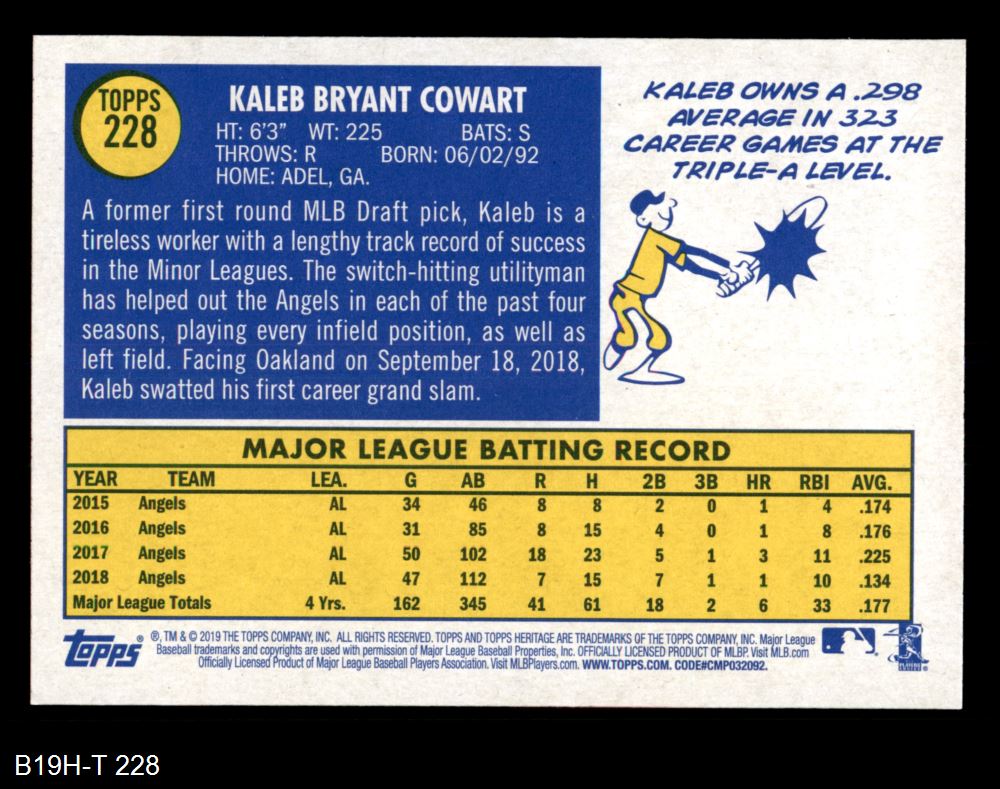 TOPPS
228
KALEB BRYANT COWART
HT: 6'3" WT: 225 BATS: S
THROWS: R BORN: 06/02/92
HOME: ADEL, GA.
A former first round MLB Draft pick, Kaleb is a
tireless worker with a lengthy track record of success
in the Minor Leagues. The switch-hitting utilityman
has helped out the Angels in each of the past four
seasons, playing every infield position, as well as
left field. Facing Oakland on September 18, 2018,
Kaleb swatted his first career grand slam.
KALEB OWNS A .298
AVERAGE IN 323
CAREER GAMES AT THE
TRIPLE-A LEVEL.
MAJOR LEAGUE BATTING RECORD
YEAR TEAM LEA. G AB R H 2B 3B HR RBI AVG.
2015 Angels AL 34 46 8 8 2 0 1 4 .174
2016 Angels AL 31 85 8 15 4 0 1 8 .176
2017 Angels AL 50 102 18 23 5 1 3 11 .225
2018 Angels AL 47 112 7 15 7 1 1 10 .134
Major League Totals 4 Yrs. 162 345 41 61 18 2 6 33 .177
Topps ®
®, TM & © 2019 THE TOPPS COMPANY, INC. ALL RIGHTS RESERVED. TOPPS AND TOPPS HERITAGE ARE TRADEMARKS OF THE TOPPS COMPANY, INC. Major League
Baseball trademarks and copyrights are used with permission of Major League Baseball Properties, Inc. OFFICIALLY LICENSED PRODUCT OF MLBP. Visit MLB.com
Officially Licensed Product of Major League Baseball Players Association. Visit MLBPlayers.com. WWW.TOPPS.COM. CODE#CMP032092.
B19H-T 228